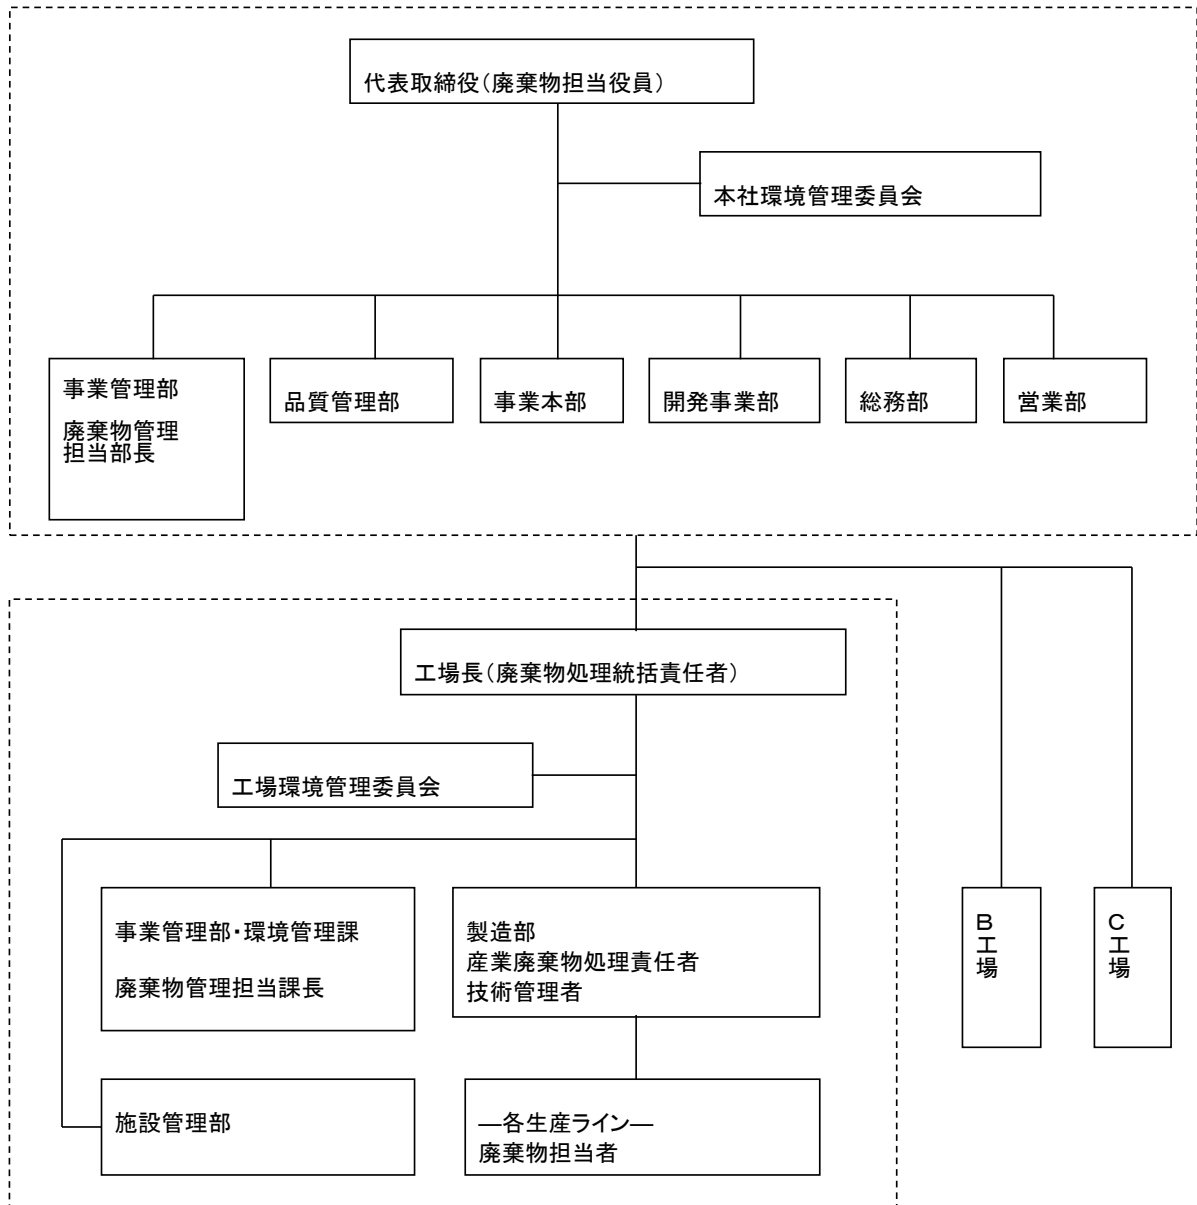 代表取締役（廃棄物担当役員）
本社環境管理委員会
事業管理部
廃棄物管理
担当部長
品質管理部
事業本部
開発事業部
総務部
営業部
工場長（廃棄物処理統括責任者）
工場環境管理委員会
事業管理部・環境管理課
廃棄物管理担当課長
製造部
産業廃棄物処理責任者
技術管理者
Ｂ工場
Ｃ工場
施設管理部
―各生産ライン―
廃棄物担当者